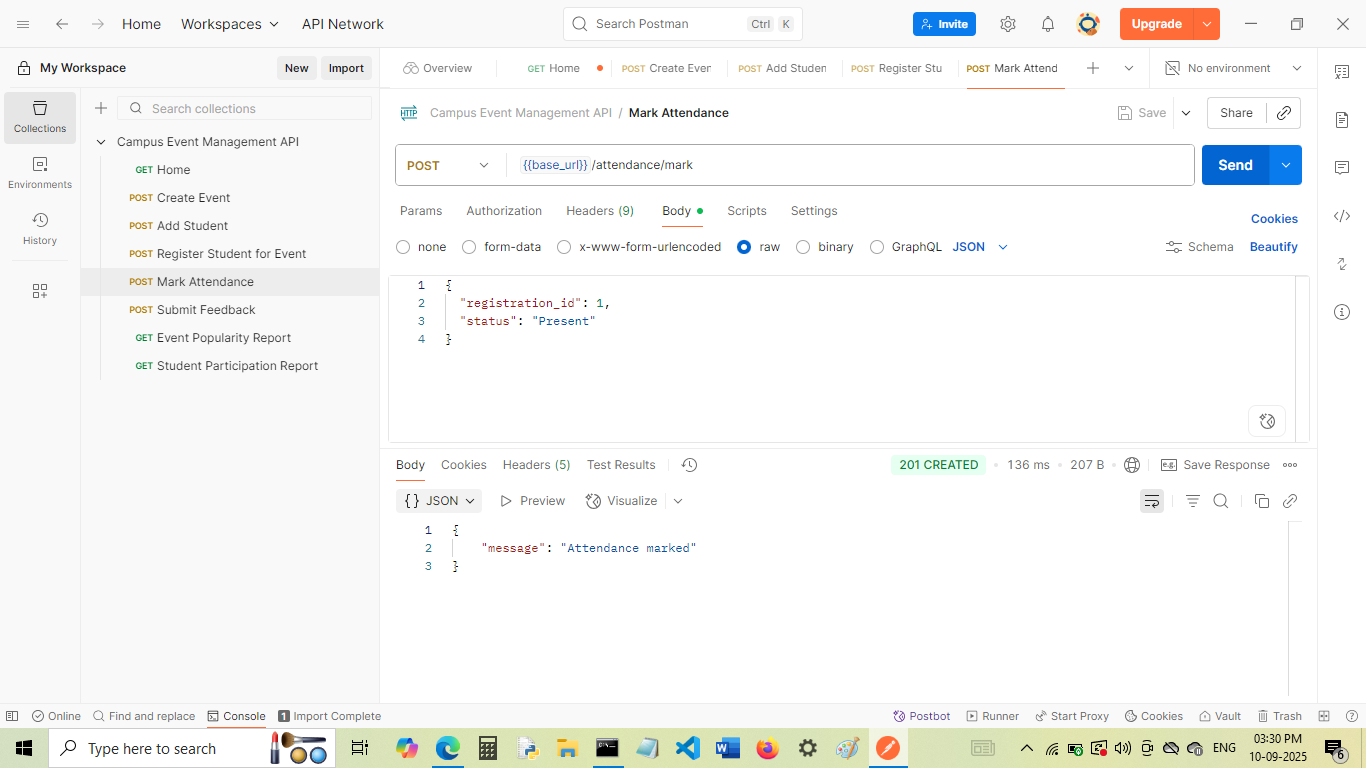 Home
Workspaces
API Network
Search Postman
Ctrl K
Invite
Upgrade
My Workspace
New
Import
Overview
GET Home
POST Create Ever
POST Add Studen
POST Register Stu
POST Mark Attend
No environment
Collections
Environments
History
Search collections
Campus Event Management API
GET Home
POST Create Event
POST Add Student
POST Register Student for Event
POST Mark Attendance
POST Submit Feedback
GET Event Popularity Report
GET Student Participation Report
HTTP Campus Event Management API / Mark Attendance
Save
Share
POST
{{base_url}} /attendance/mark
Send
Params
Authorization
Headers (9)
Body
Scripts
Settings
Cookies
none
form-data
x-www-form-urlencoded
raw
binary
GraphQL
JSON
Schema
Beautify
1 {
2 "registration_id": 1,
3 "status": "Present"
4 }
Body
Cookies
Headers (5)
Test Results
201 CREATED
136 ms
207 B
e.g. Save Response
{} JSON
Preview
Visualize
1 {
2 "message": "Attendance marked"
3 }
Online
Find and replace
Console
1 Import Complete
Postbot
Runner
Start Proxy
Cookies
Vault
Trash
Type here to search
ENG
03:30 PM
10-09-2025
6